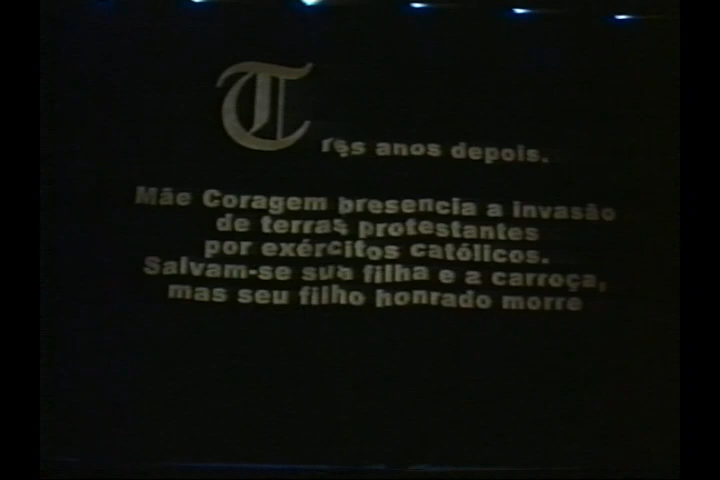 Três anos depois.
Mãe Coragem presencia a invasão
de terras protestantes
por exércitos católicos.
Salvam-se sua filha e a carroça,
mas seu filho honrado morre